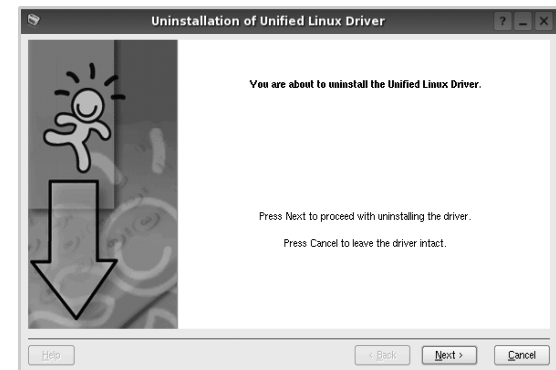 Uninstallation of Unified Linux Driver
You are about to uninstall the Unified Linux Driver.
Press Next to proceed with uninstalling the driver.
Press Cancel to leave the driver intact.
Help
< Back
Next >
Cancel